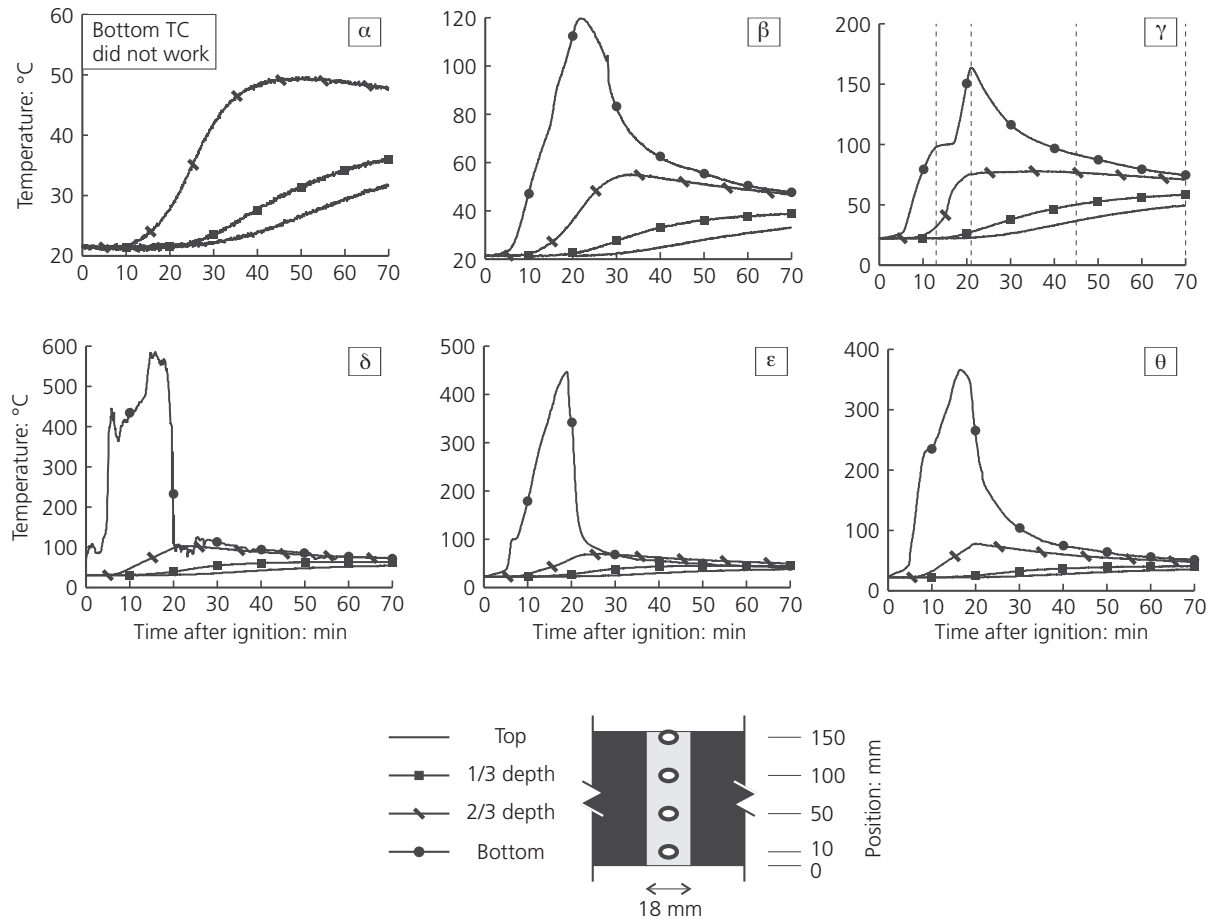 Temperature: °C
60
50
40
30
20
0 10 20 30 40 50 60 70
Bottom TC
did not work
α
120
100
80
60
40
20
0 10 20 30 40 50 60 70
β
200
150
100
50
0
0 10 20 30 40 50 60 70
γ
Temperature: °C
600
500
400
300
200
100
0
0 10 20 30 40 50 60 70
Time after ignition: min
δ
500
400
300
200
100
0
0 10 20 30 40 50 60 70
Time after ignition: min
ε
400
300
200
100
0
0 10 20 30 40 50 60 70
Time after ignition: min
θ
Top
1/3 depth
2/3 depth
Bottom
18 mm
150
100
50
10
0
Position: mm